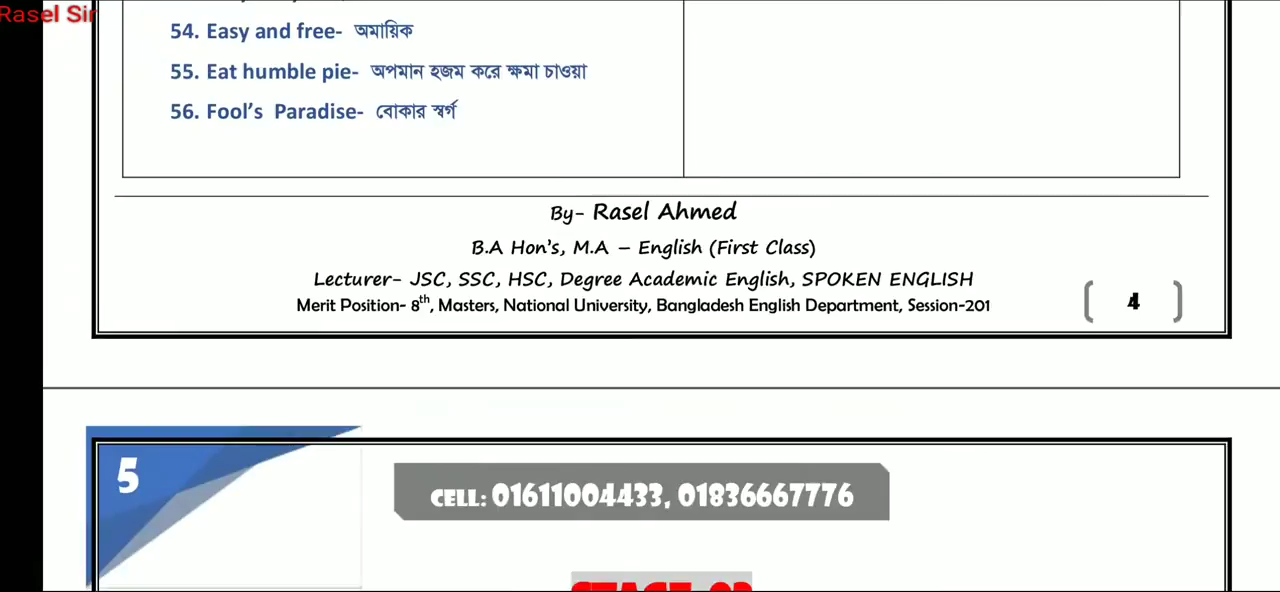 Rasel Sir
54. Easy and free- অমায়িক
55. Eat humble pie- অপমান হজম করে ক্ষমা চাওয়া
56. Fool's Paradise- বোকার স্বর্গ
By- Rasel Ahmed
B.A Hon's, M.A – English (First Class)
Lecturer- JSC, SSC, HSC, Degree Academic English, SPOKEN ENGLISH
Merit Position- 8th, Masters, National University, Bangladesh English Department, Session-201
4
5
CELL: 01611004433, 01836667776